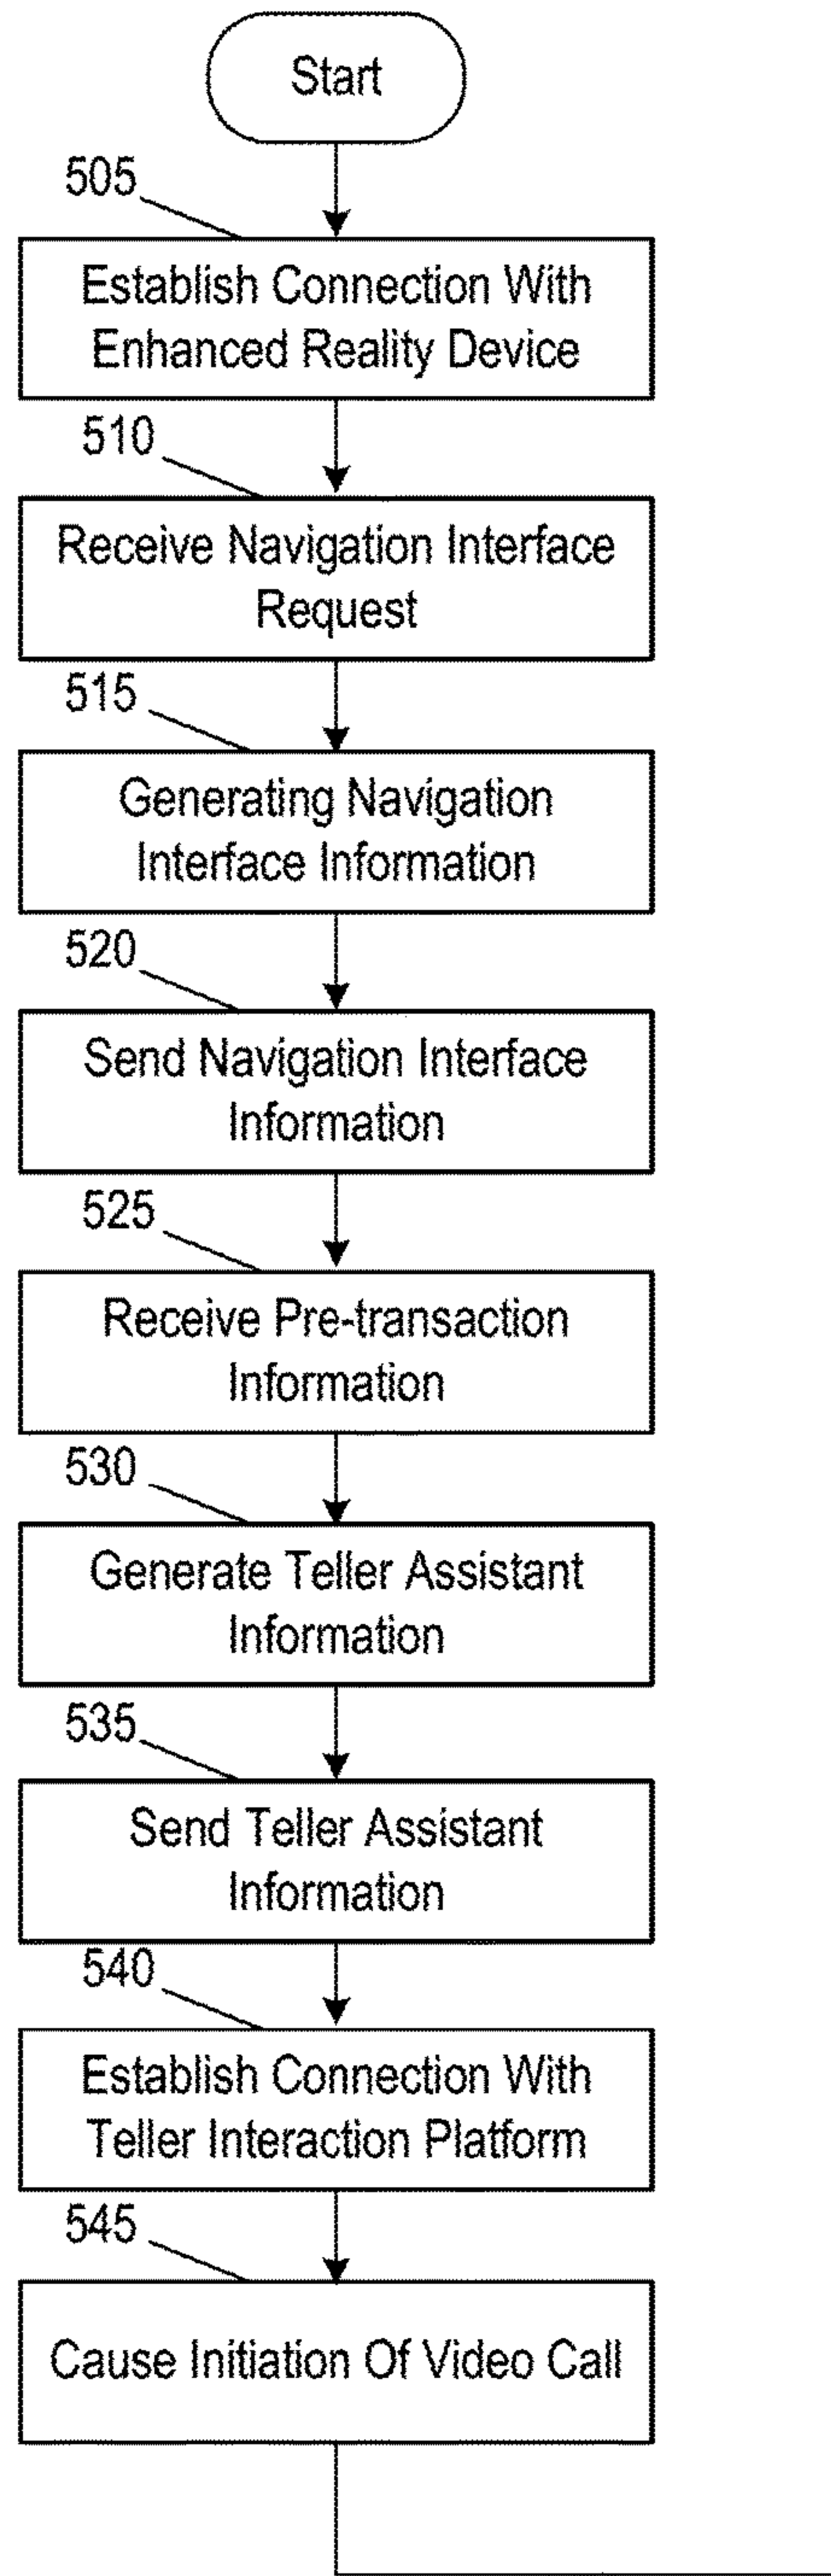 Start
505
Establish Connection With
Enhanced Reality Device
510
Receive Navigation Interface
Request
515
Generating Navigation
Interface Information
520
Send Navigation Interface
Information
525
Receive Pre-transaction
Information
530
Generate Teller Assistant
Information
535
Send Teller Assistant
Information
540
Establish Connection With
Teller Interaction Platform
545
Cause Initiation Of Video Call